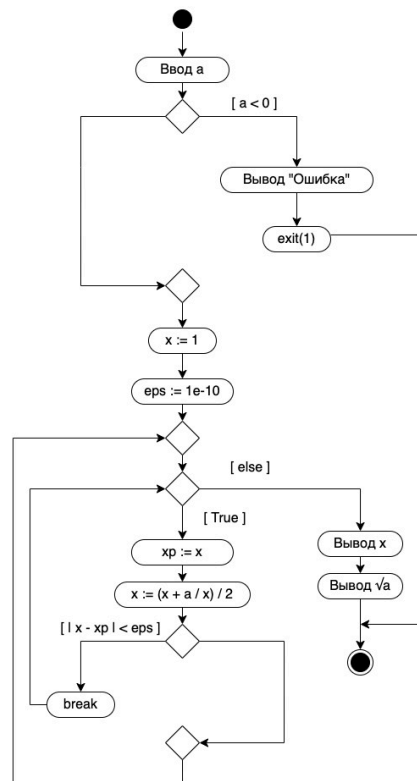 Ввод a
[ a < 0 ]
Вывод "Ошибка"
exit(1)
x := 1
eps := 1e-10
[ else ]
[ True ]
xp := x
Вывод x
x := (x + a / x) / 2
Вывод √a
[ | x - xp | < eps ]
break